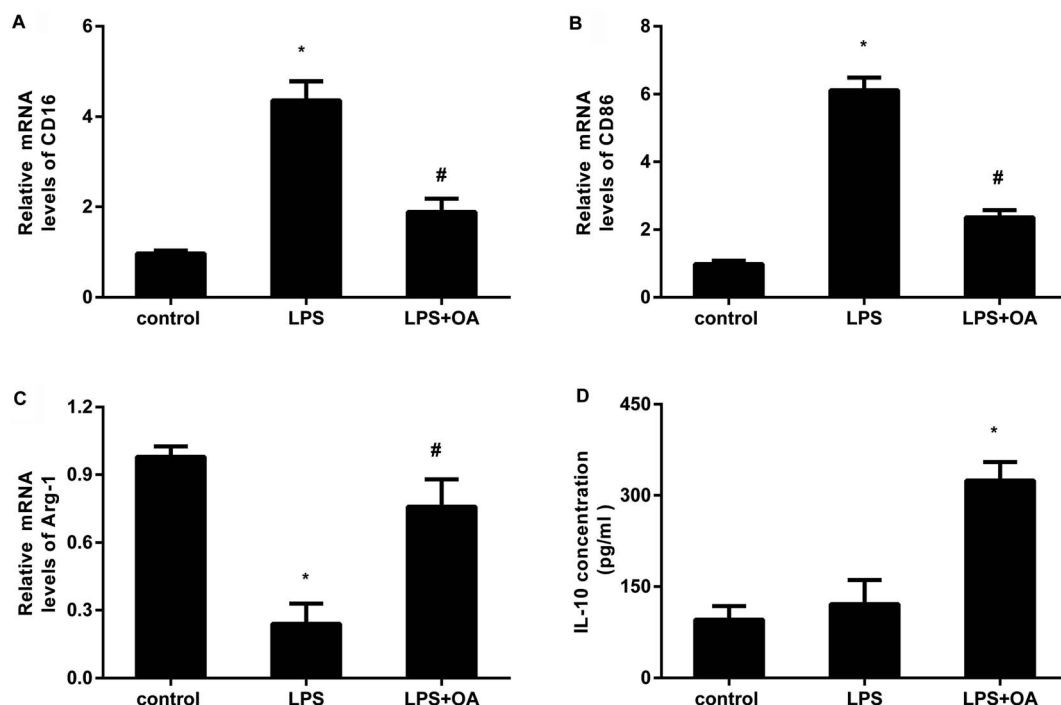 A
Relative mRNA
levels of CD16
6
4
2
0
*
#
control LPS LPS+OA
B
Relative mRNA
levels of CD86
8
6
4
2
0
*
#
control LPS LPS+OA
C
Relative mRNA
levels of Arg-1
1.2
0.9
0.6
0.3
0.0
*
#
control LPS LPS+OA
D
IL-10 concentration
(pg/ml )
450
300
150
0
*
control LPS LPS+OA